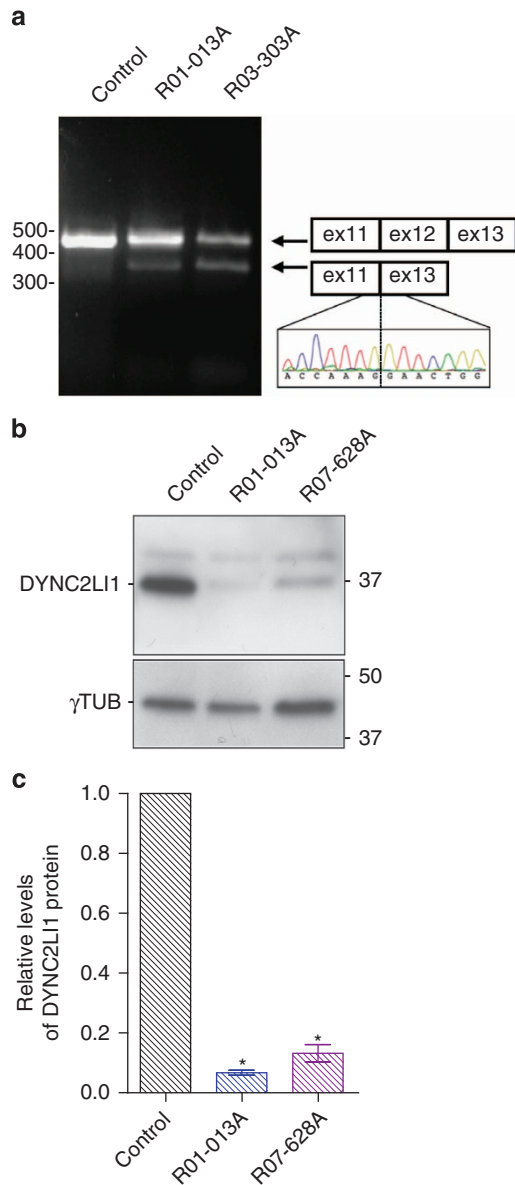 a
Control
R01-013A
R03-303A
500-
400-
300-
ex11 ex12 ex13
ex11 ex13
A C C A A A G G A A C T G G
b
Control
R01-013A
R07-628A
DYNC2LI1
37
50
γTUB
37
c
1.0
0.8
0.6
0.4
0.2
0.0
Relative levels
of DYNC2LI1 protein
*
*
Control
R01-013A
R07-628A